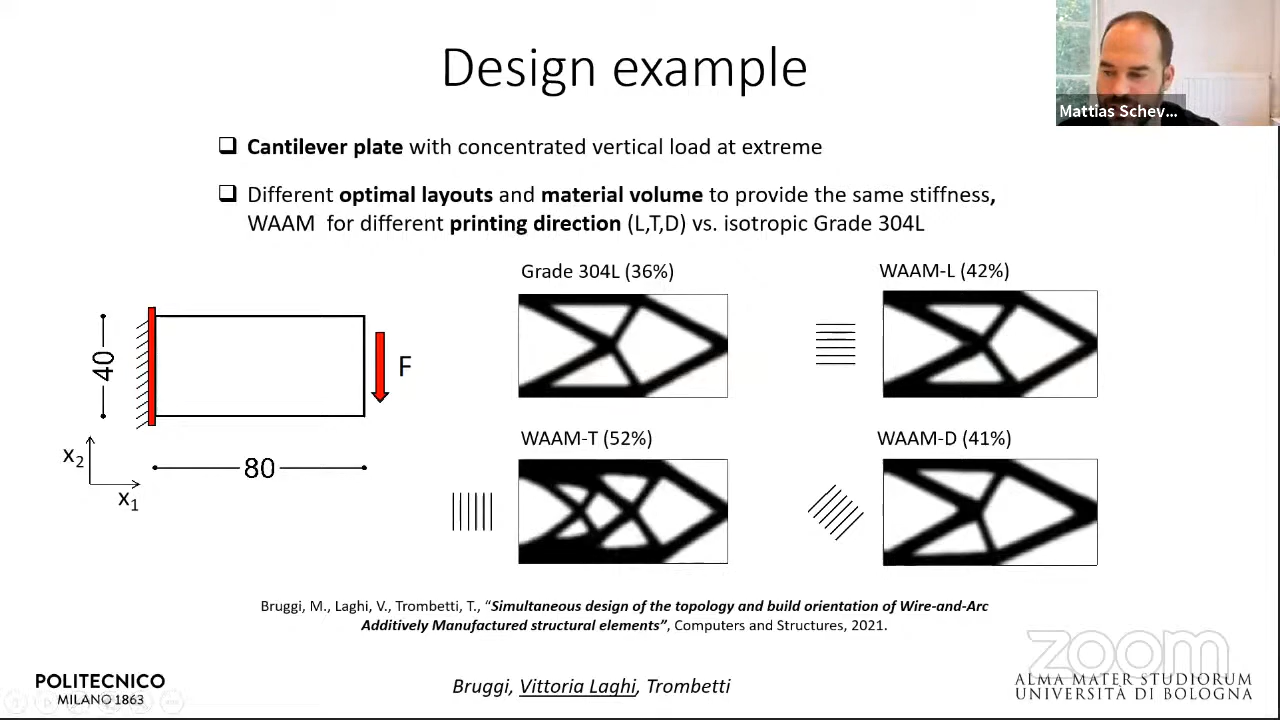 Design example
Mattias Schev...
Cantilever plate with concentrated vertical load at extreme
Different optimal layouts and material volume to provide the same stiffness,
WAAM for different printing direction (L,T,D) vs. isotropic Grade 304L
Grade 304L (36%)
WAAM-L (42%)
40
F
x2
x1
80
WAAM-T (52%)
WAAM-D (41%)
Bruggi, M., Laghi, V., Trombetti, T., “Simultaneous design of the topology and build orientation of Wire-and-Arc
Additively Manufactured structural elements”, Computers and Structures, 2021.
zoom
POLITECNICO
MILANO 1863
Bruggi, Vittoria Laghi, Trombetti
ALMA MATER STUDIORUM
UNIVERSITÀ DI BOLOGNA